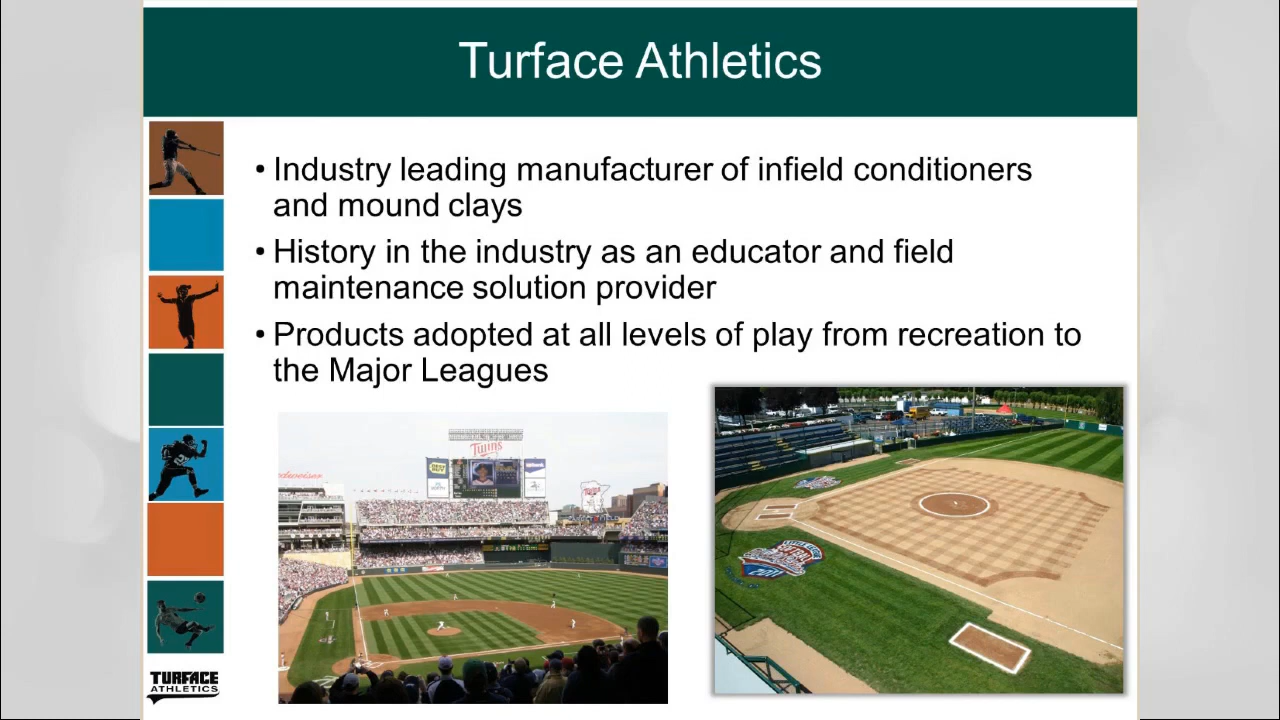 Turface Athletics
• Industry leading manufacturer of infield conditioners
and mound clays
• History in the industry as an educator and field
maintenance solution provider
• Products adopted at all levels of play from recreation to
the Major Leagues
Twins
Budweiser
2011
TURFACE
ATHLETICS